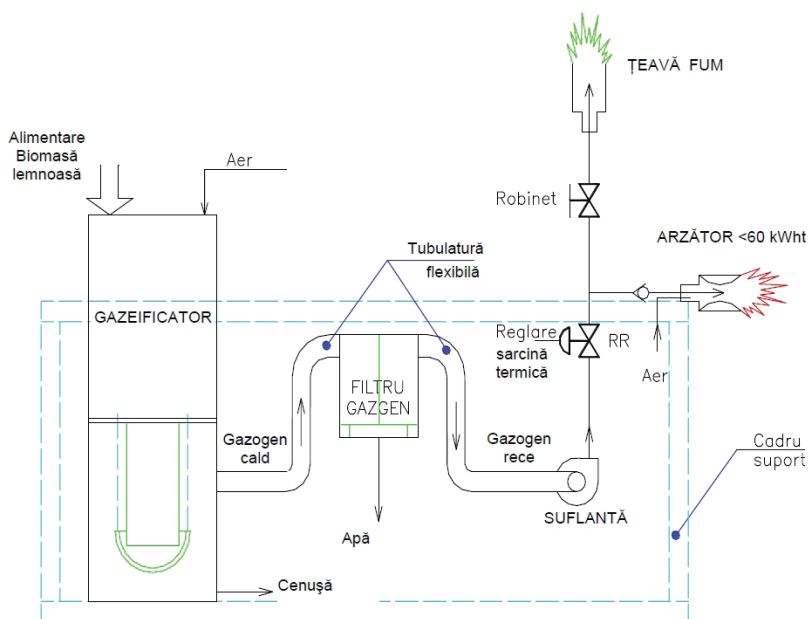 ȚEAVĂ FUM
Alimentare
Biomasă
lemnoasă
Aer
Robinet
ARZĂTOR <60 kWht
Tubulatură
flexibilă
GAZEIFICATOR
Reglare
sarcină
termică
RR
Aer
FILTRU
GAZGEN
Gazogen
cald
Gazogen
rece
Cadru
suport
SUFLANTĂ
Apă
Cenuşă